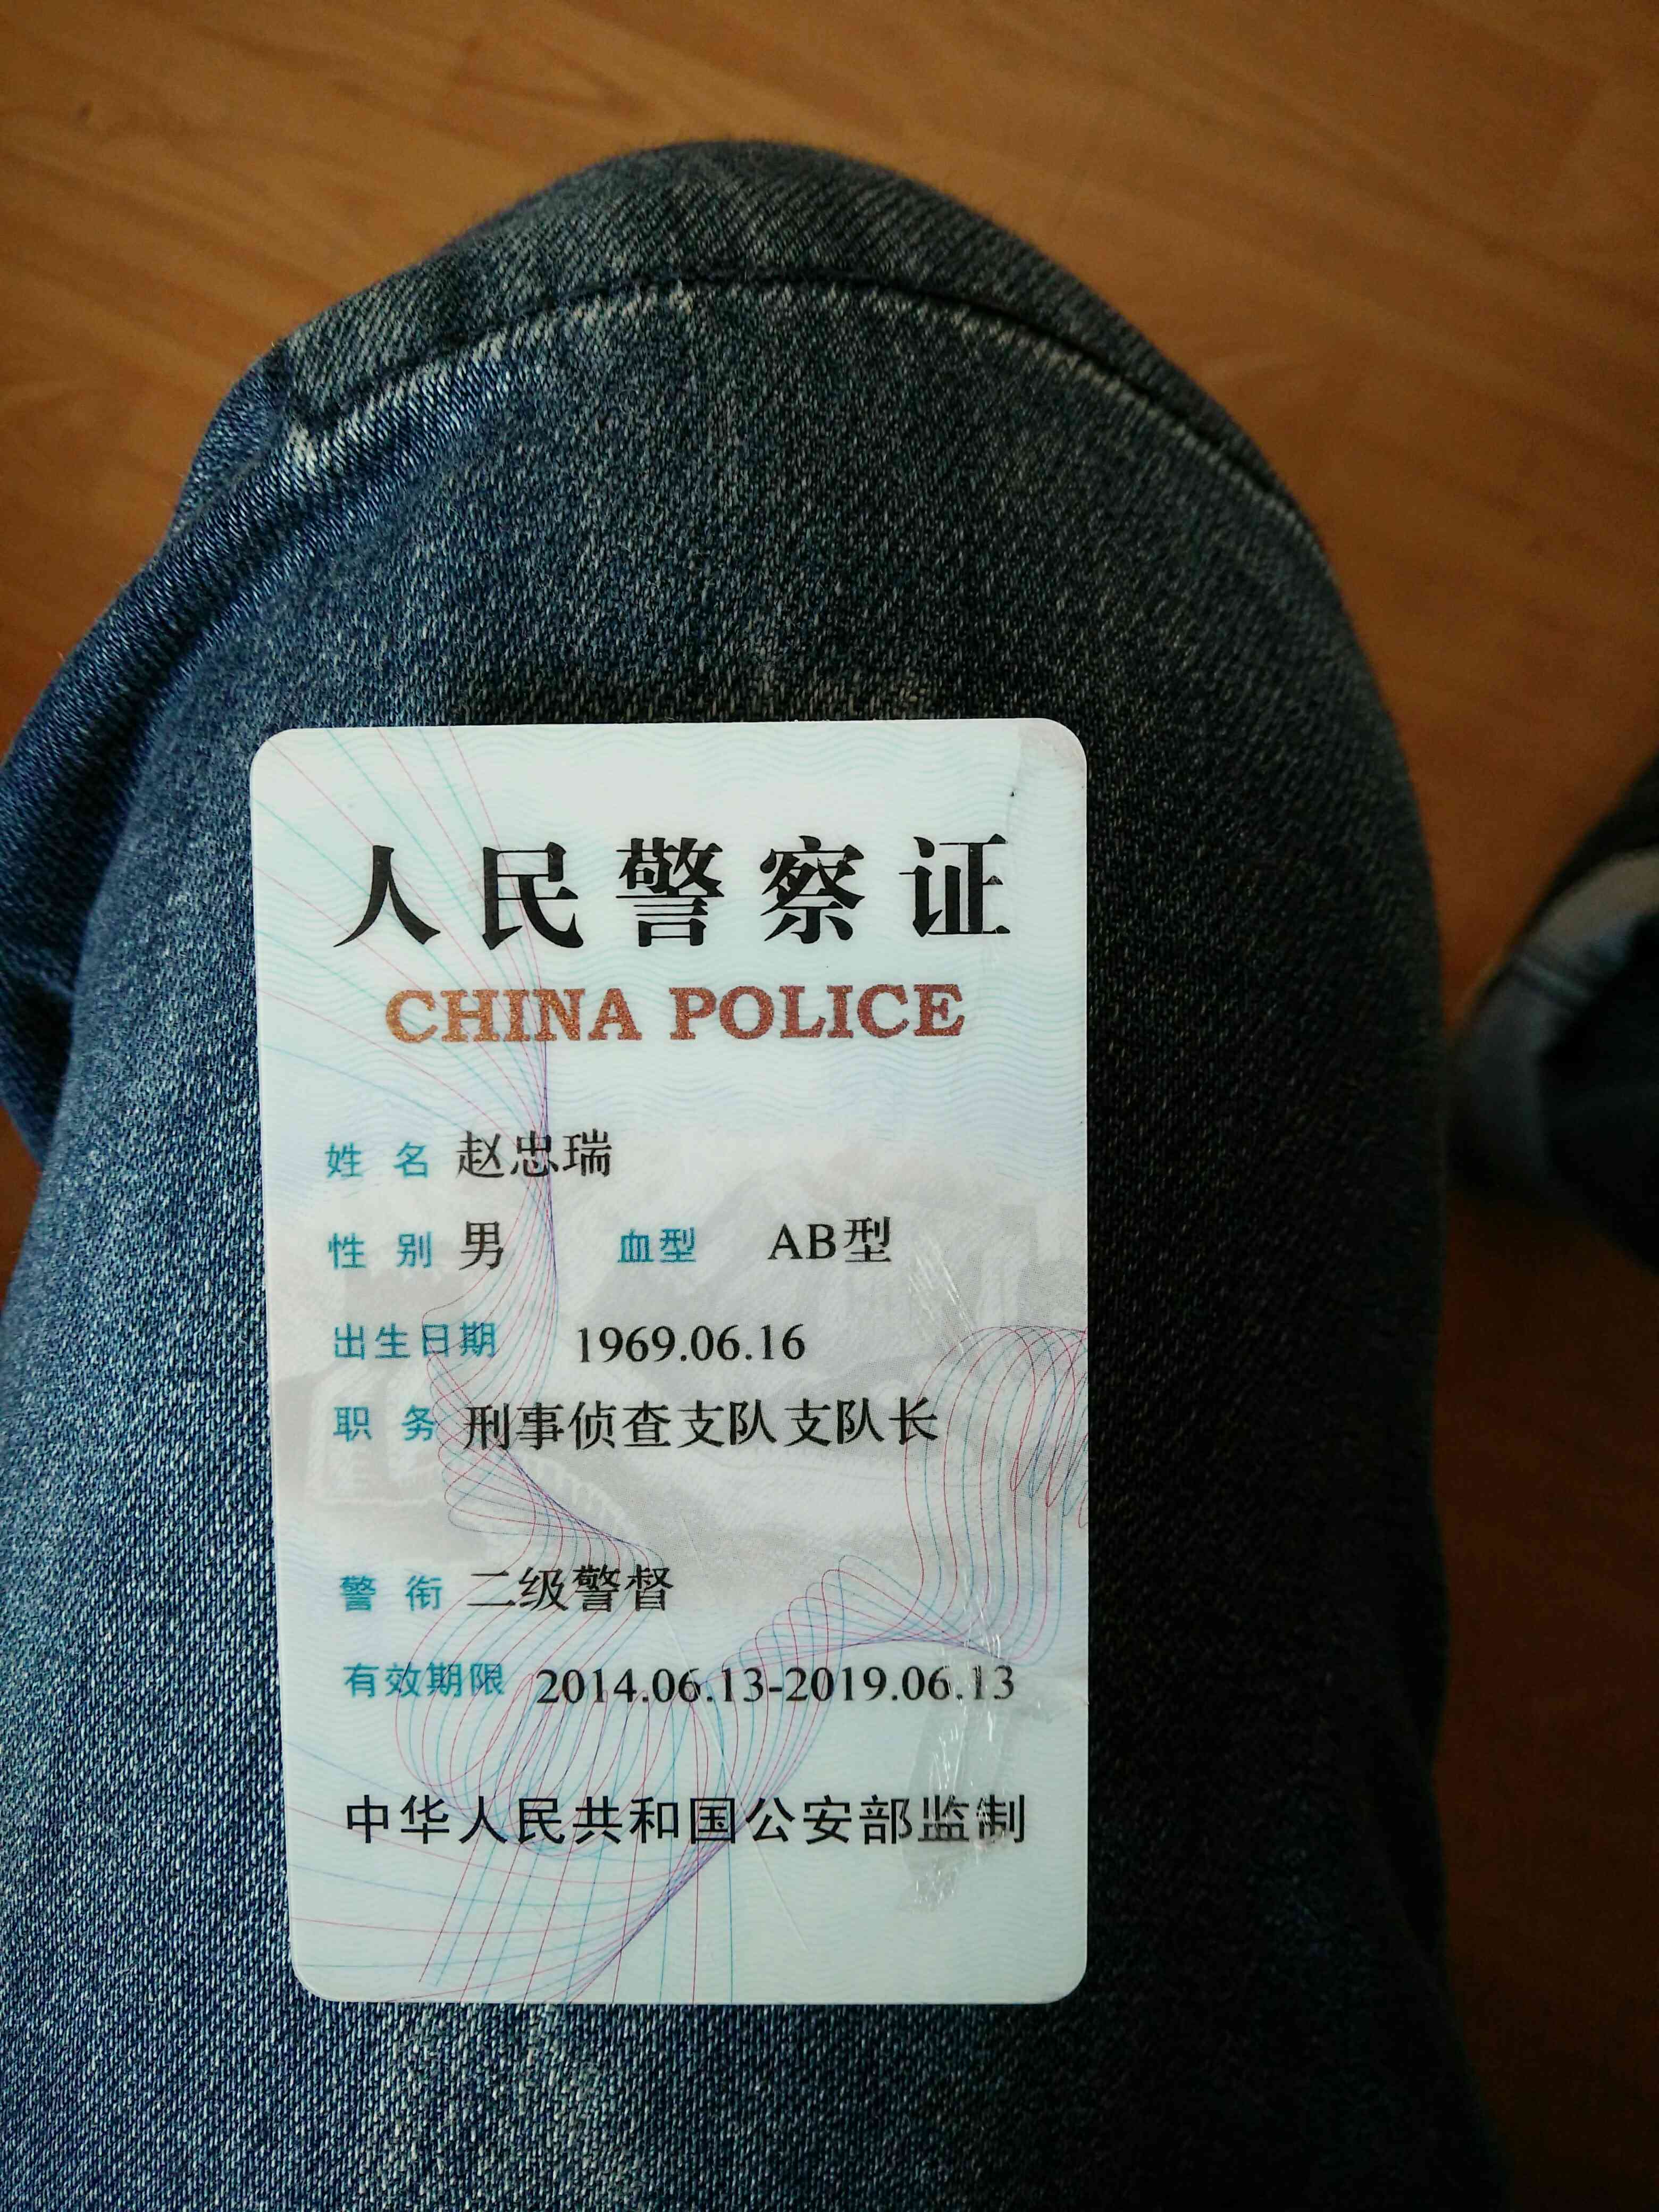 人民警察证
CHINA POLICE
姓 名 赵忠瑞
性 别 男 血型 AB型
出生日期 1969.06.16
职 务 刑事侦查支队支队长
警 衔 二级警督
有效期限 2014.06.13-2019.06.13
中华人民共和国公安部监制